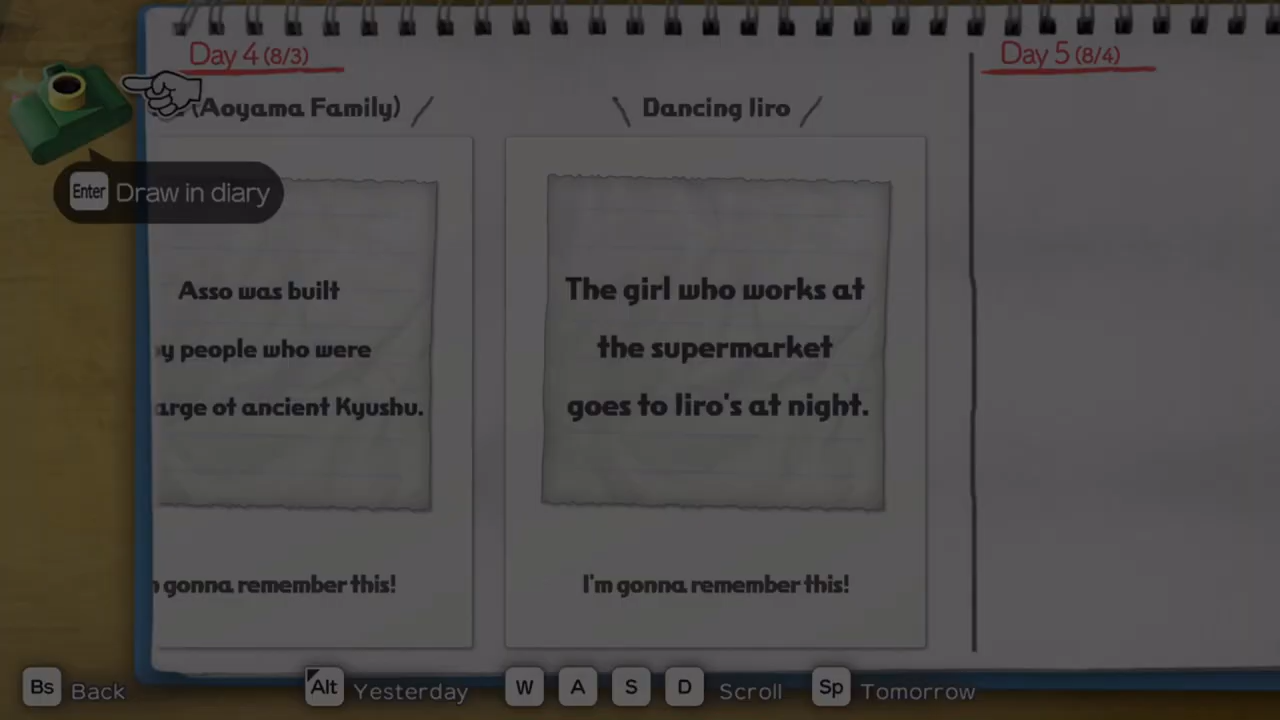 Day 4 (8/3)
Day 5 (8/4)
(Aoyama Family)
Dancing Iiro
Enter Draw in diary
Asso was built
y people who were
arge of ancient Kyushu.
gonna remember this!
The girl who works at
the supermarket
goes to Iiro's at night.
I'm gonna remember this!
Bs Back
Alt Yesterday
W A S D Scroll
Sp Tomorrow